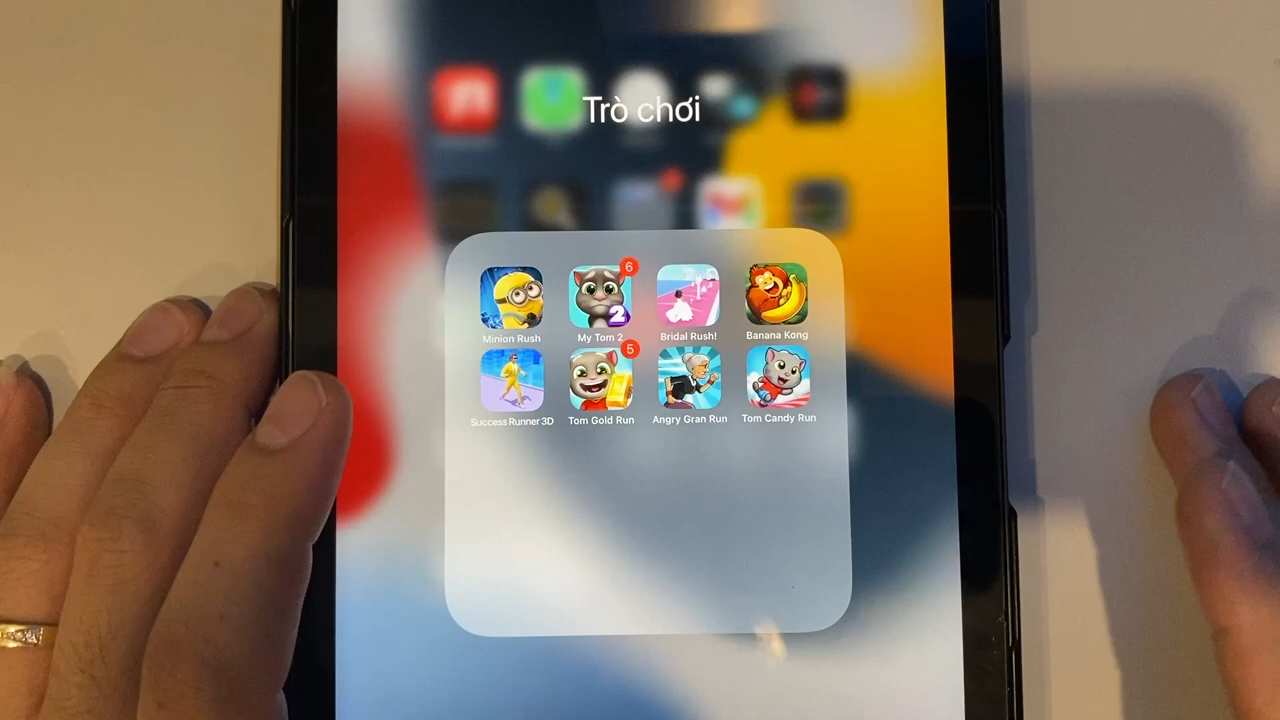 Trò chơi
6
2
Minion Rush
My Tom 2
Bridal Rush!
Banana Kong
5
Success Runner 3D
Tom Gold Run
Angry Gran Run
Tom Candy Run